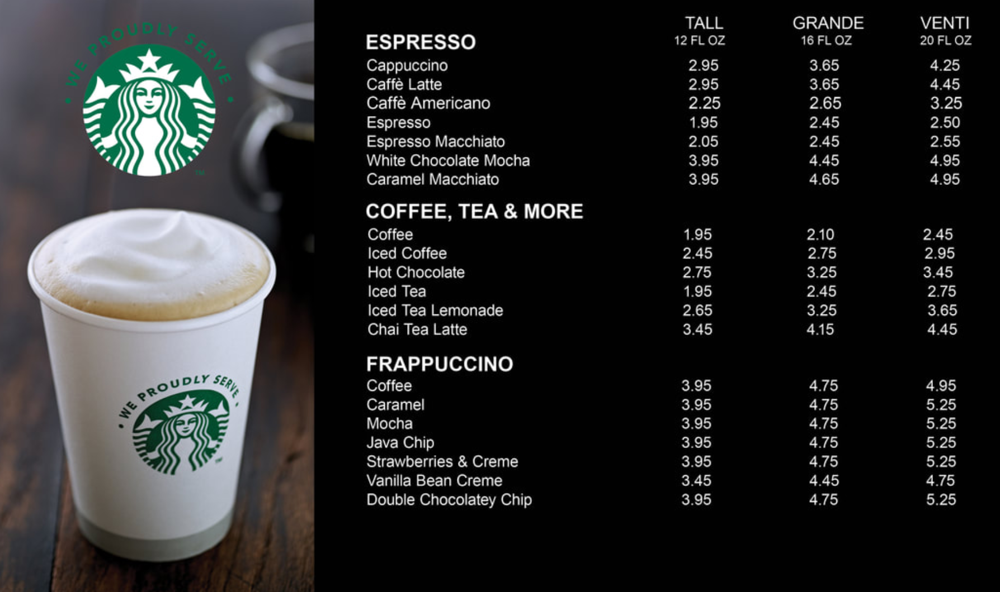 WE PROUDLY SERVE
TM
WE PROUDLY SERVE
TM
TALL GRANDE VENTI
12 FL OZ 16 FL OZ 20 FL OZ
ESPRESSO
Cappuccino 2.95 3.65 4.25
Caffè Latte 2.95 3.65 4.45
Caffè Americano 2.25 2.65 3.25
Espresso 1.95 2.45 2.50
Espresso Macchiato 2.05 2.45 2.55
White Chocolate Mocha 3.95 4.45 4.95
Caramel Macchiato 3.95 4.65 4.95
COFFEE, TEA & MORE
Coffee 1.95 2.10 2.45
Iced Coffee 2.45 2.75 2.95
Hot Chocolate 2.75 3.25 3.45
Iced Tea 1.95 2.45 2.75
Iced Tea Lemonade 2.65 3.25 3.65
Chai Tea Latte 3.45 4.15 4.45
FRAPPUCCINO
Coffee 3.95 4.75 4.95
Caramel 3.95 4.75 5.25
Mocha 3.95 4.75 5.25
Java Chip 3.95 4.75 5.25
Strawberries & Creme 3.95 4.75 5.25
Vanilla Bean Creme 3.45 4.45 4.75
Double Chocolatey Chip 3.95 4.75 5.25